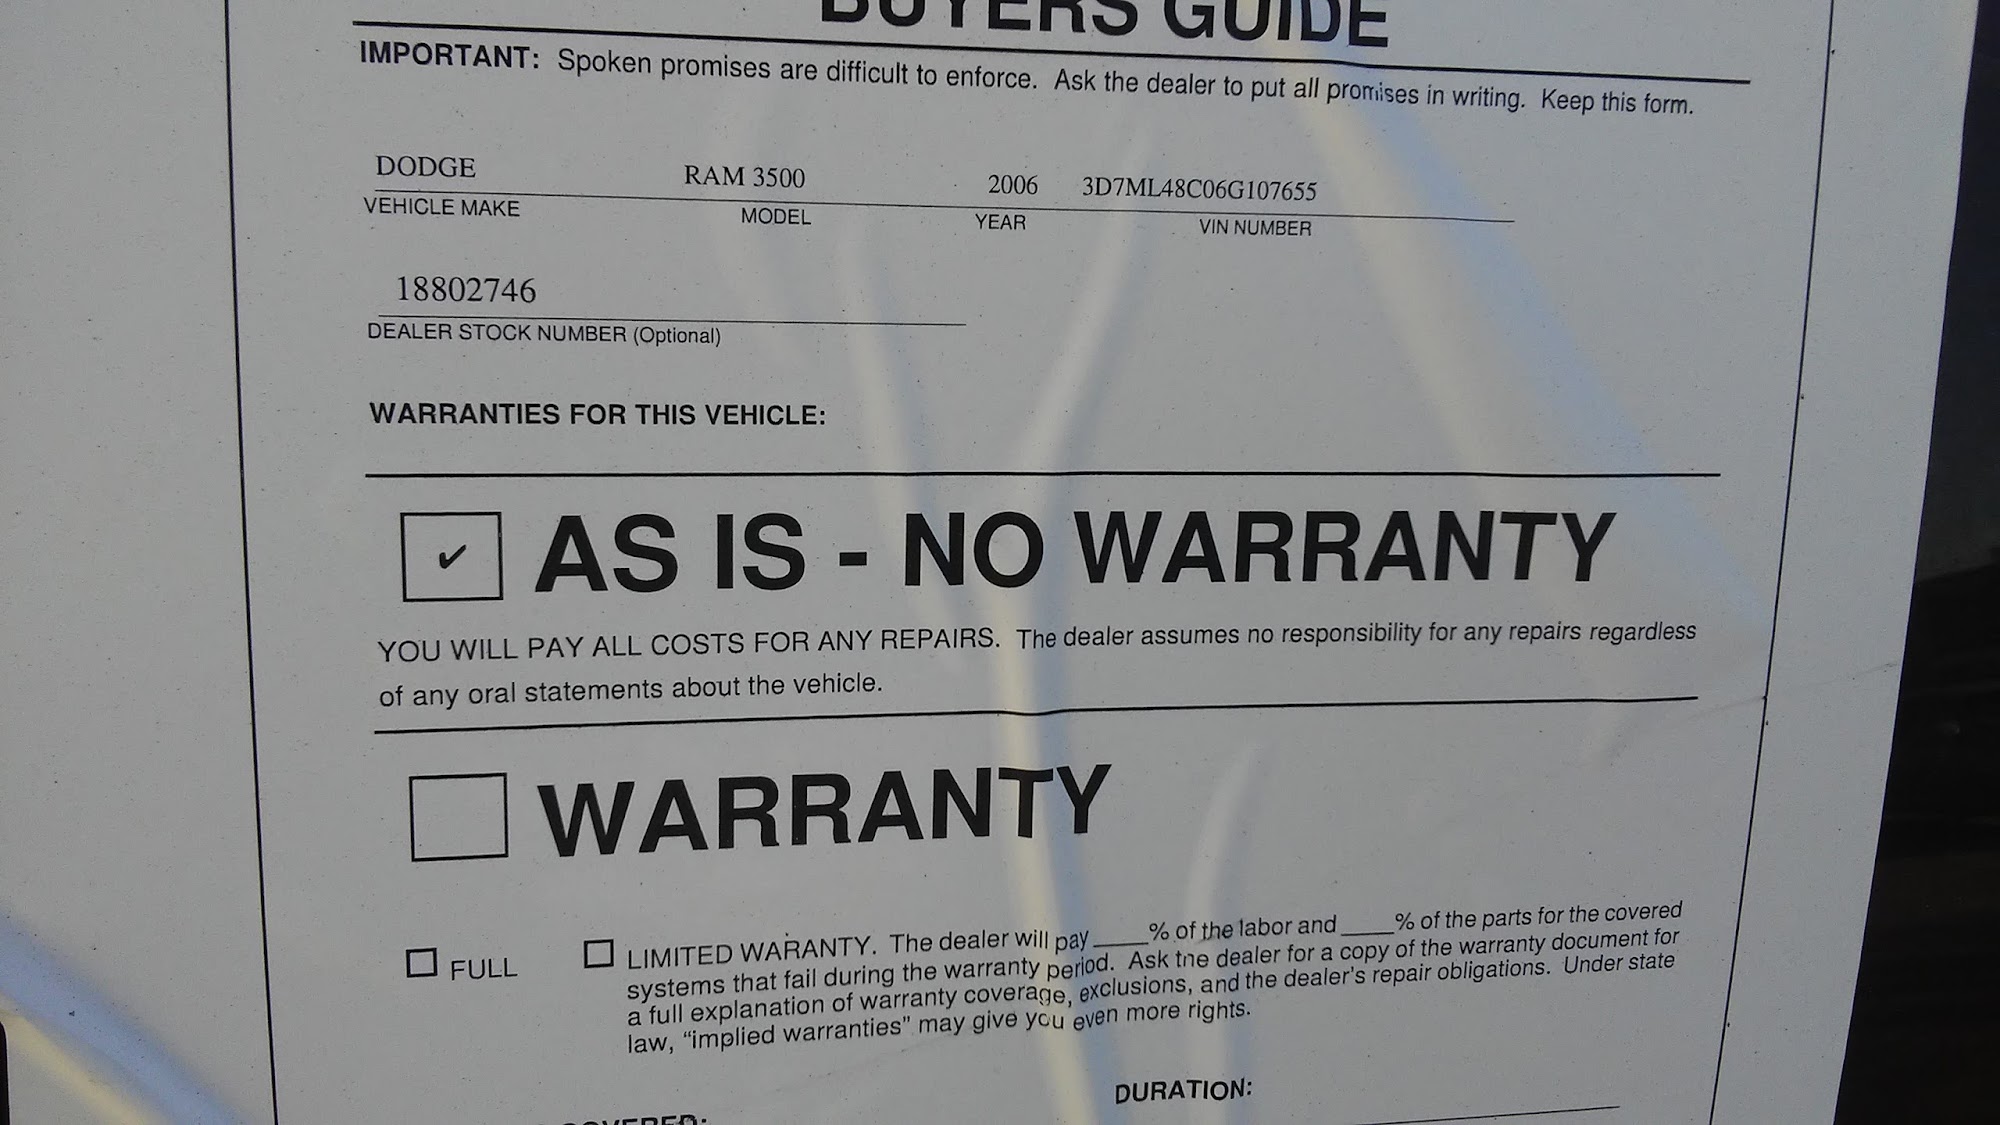 BUYERS GUIDE
IMPORTANT: Spoken promises are difficult to enforce. Ask the dealer to put all promises in writing. Keep this form.
DODGE RAM 3500 2006 3D7ML48C06G107655
VEHICLE MAKE MODEL YEAR VIN NUMBER
18802746
DEALER STOCK NUMBER (Optional)
WARRANTIES FOR THIS VEHICLE:
✓ AS IS - NO WARRANTY
YOU WILL PAY ALL COSTS FOR ANY REPAIRS. The dealer assumes no responsibility for any repairs regardless
of any oral statements about the vehicle.
WARRANTY
FULL LIMITED WARANTY. The dealer will pay ____% of the labor and ____% of the parts for the covered
systems that fail during the warranty period. Ask the dealer for a copy of the warranty document for
a full explanation of warranty coverage, exclusions, and the dealer's repair obligations. Under state
law, “implied warranties” may give you even more rights.
DURATION:
COVERED: